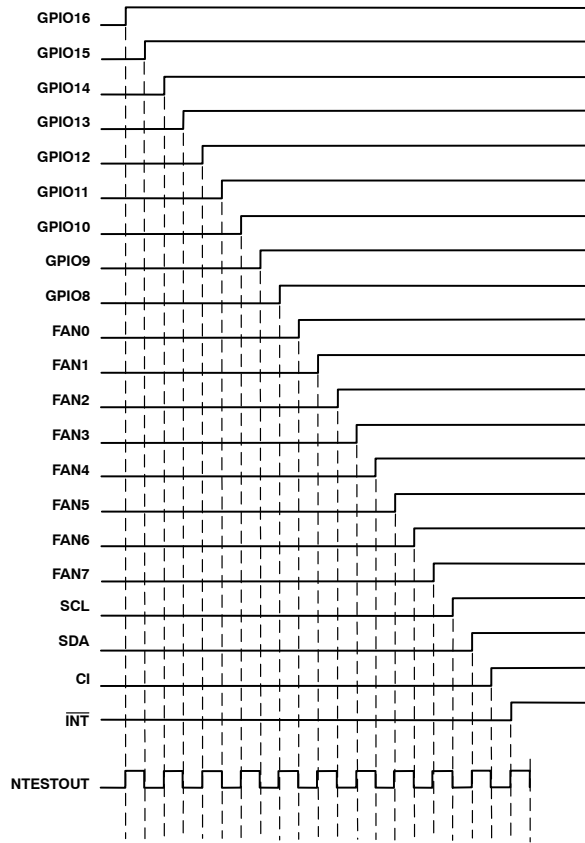 GPIO16
GPIO15
GPIO14
GPIO13
GPIO12
GPIO11
GPIO10
GPIO9
GPIO8
FAN0
FAN1
FAN2
FAN3
FAN4
FAN5
FAN6
FAN7
SCL
SDA
CI
INT
NTESTOUT